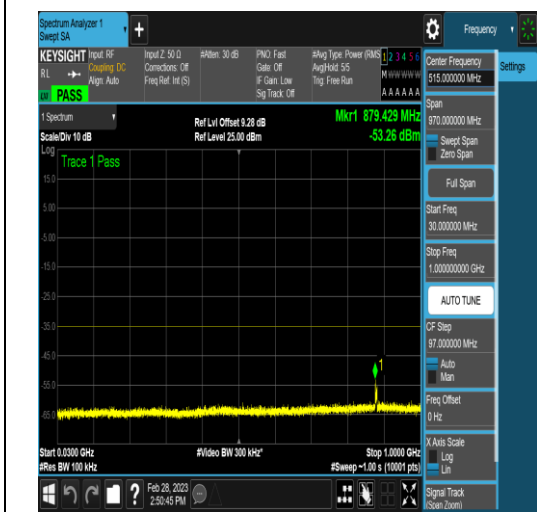 Spectrum Analyzer 1
Swept SA
+
Frequency
KEYSIGHT
RL
PASS
Input: RF
Coupling: DC
Align: Auto
Input Z: 50 Ω
Corrections: Off
Freq Ref: Int (S)
#Atten: 30 dB
PNO: Fast
Gate: Off
IF Gain: Low
Sig Track: Off
#Avg Type: Power (RMS
Avg|Hold: 5/5
Trig: Free Run
1 2 3 4 5 6
M W W W W W
A A A A A A
Center Frequency
515.000000 MHz
Settings
Span
970.000000 MHz
Swept Span
Zero Span
Full Span
Start Freq
30.000000 MHz
Stop Freq
1.000000000 GHz
AUTO TUNE
CF Step
97.000000 MHz
Auto
Man
Freq Offset
0 Hz
X Axis Scale
Log
Lin
Signal Track
(Span Zoom)
1 Spectrum
Scale/Div 10 dB
Ref Lvl Offset 9.28 dB
Ref Level 25.00 dBm
Mkr1 879.429 MHz
-53.26 dBm
Log
Trace 1 Pass
15.0
5.00
-5.00
-15.0
-25.0
-35.0
-45.0
-55.0
-65.0
1
Start 0.0300 GHz
#Res BW 100 kHz
#Video BW 300 kHz*
Stop 1.0000 GHz
#Sweep ~1.00 s (10001 pts)
?
Feb 28, 2023
2:50:45 PM